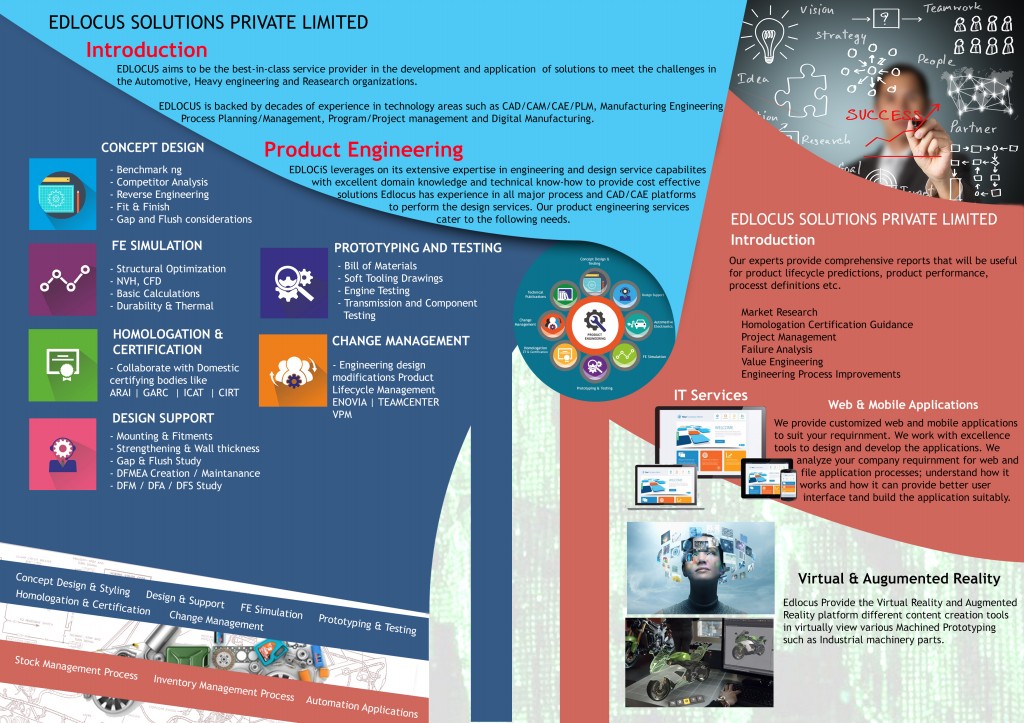 EDLOCUS SOLUTIONS PRIVATE LIMITED
Introduction
EDLOCUS aims to be the best-in-class service provider in the development and application of solutions to meet the challenges in
the Automotive, Heavy engineering and Reasearch organizations.
EDLOCUS is backed by decades of experience in technology areas such as CAD/CAM/CAE/PLM, Manufacturing Engineering
Process Planning/Management, Program/Project management and Digital Manufacturing.
Product Engineering
EDLOCiS leverages on its extensive expertise in engineering and design service capabilites
with excellent domain knowledge and technical know-how to provide cost effective
solutions Edlocus has experience in all major process and CAD/CAE platforms
to perform the design services. Our product engineering services
cater to the following needs.
CONCEPT DESIGN
- Benchmark ng
- Competitor Analysis
- Reverse Engineering
- Fit & Finish
- Gap and Flush considerations
FE SIMULATION
- Structural Optimization
- NVH, CFD
- Basic Calculations
- Durability & Thermal
HOMOLOGATION &
CERTIFICATION
- Collaborate with Domestic
certifying bodies like
ARAI | GARC | ICAT | CIRT
DESIGN SUPPORT
- Mounting & Fitments
- Strengthening & Wall thickness
- Gap & Flush Study
- DFMEA Creation / Maintanance
- DFM / DFA / DFS Study
PROTOTYPING AND TESTING
- Bill of Materials
- Soft Tooling Drawings
- Engine Testing
- Transmission and Component
Testing
CHANGE MANAGEMENT
- Engineering design
modifications Product
Lifecycle Management
ENOVIA | TEAMCENTER
VPM
Concept Design &
Testing
Design Support
Automotive
Electronics
FE Simulation
Prototyping & Testing
Homologation
& Certification
Change
Management
Technical
Publications
PRODUCT
ENGINEERING
Concept Design & Styling Design & Support FE Simulation Prototyping & Testing
Homologation & Certification Change Management
Stock Management Process Inventory Management Process Automation Applications
Vision
?
Teamwork
Strategy
People
Idea
SUCCESS
Partner
Research
EDLOCUS SOLUTIONS PRIVATE LIMITED
Introduction
Our experts provide comprehensive reports that will be useful
for product lifecycle predictions, product performance,
processt definitions etc.
Market Research
Homologation Certification Guidance
Project Management
Failure Analysis
Value Engineering
Engineering Process Improvements
IT Services
WELCOME
Web & Mobile Applications
We provide customized web and mobile applications
to suit your requirnment. We work with excellence
tools to design and develop the applications. We
analyze your company requirnment for web and
file application processes; understand how it
works and how it can provide better user
interface tand build the application suitably.
Virtual & Augumented Reality
Edlocus Provide the Virtual Reality and Augmented
Reality platform different content creation tools
in virtually view various Machined Prototyping
such as Industrial machinery parts.